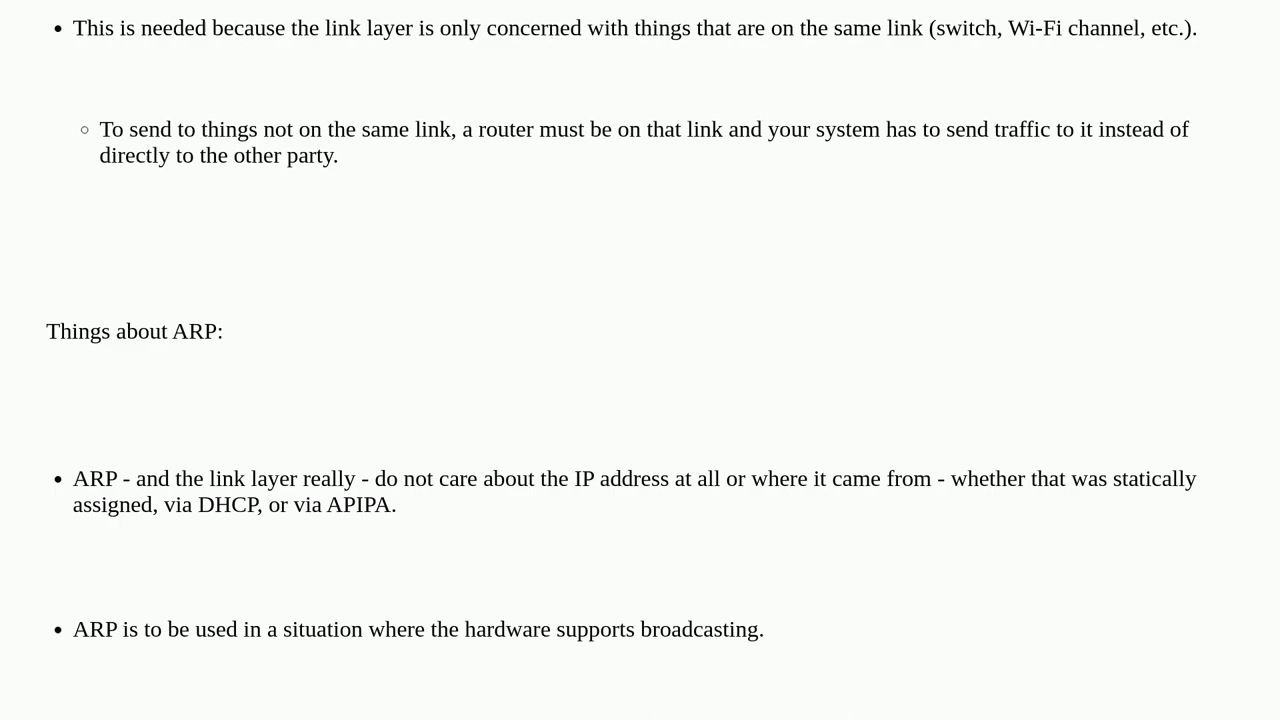 • This is needed because the link layer is only concerned with things that are on the same link (switch, Wi-Fi channel, etc.).
◦ To send to things not on the same link, a router must be on that link and your system has to send traffic to it instead of
directly to the other party.
Things about ARP:
• ARP - and the link layer really - do not care about the IP address at all or where it came from - whether that was statically
assigned, via DHCP, or via APIPA.
• ARP is to be used in a situation where the hardware supports broadcasting.